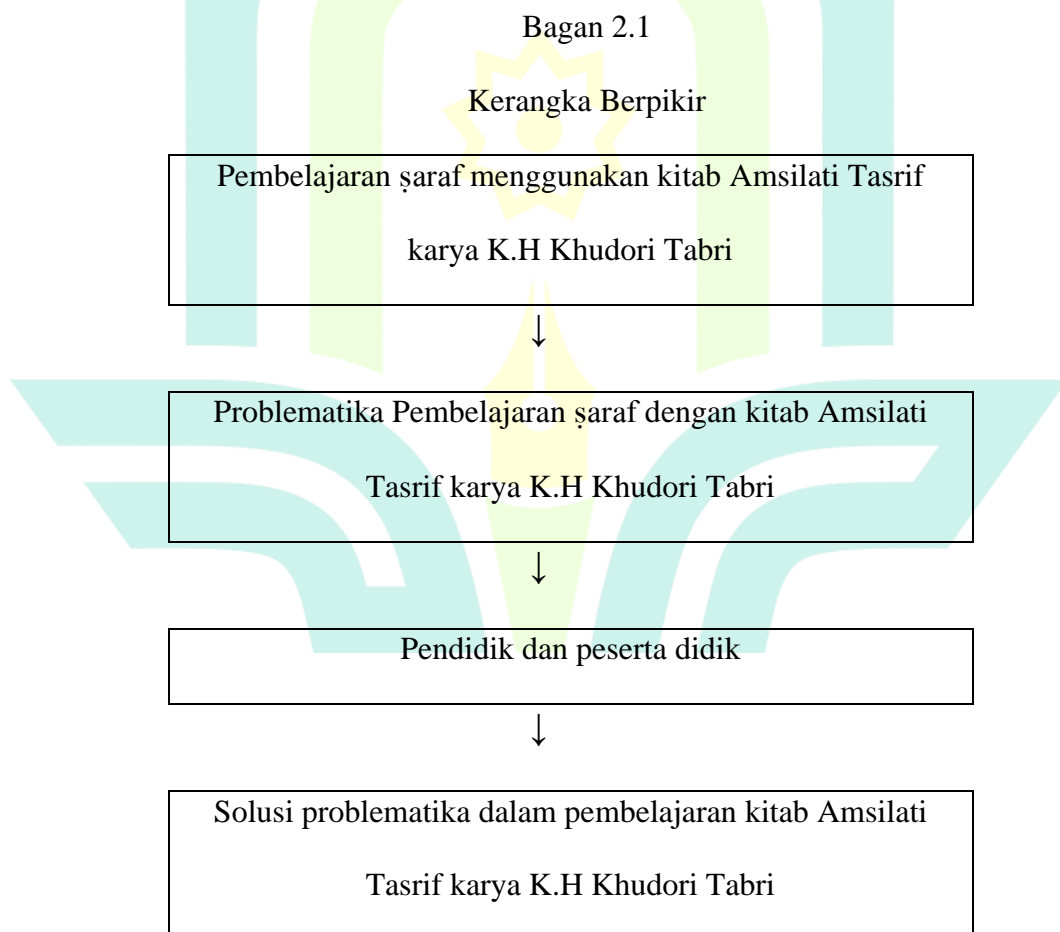 Bagan 2.1
Kerangka Berpikir
Pembelajaran ṣaraf menggunakan kitab Amsilati Tasrif
karya K.H Khudori Tabri
↓
Problematika Pembelajaran ṣaraf dengan kitab Amsilati
Tasrif karya K.H Khudori Tabri
↓
Pendidik dan peserta didik
↓
Solusi problematika dalam pembelajaran kitab Amsilati
Tasrif karya K.H Khudori Tabri